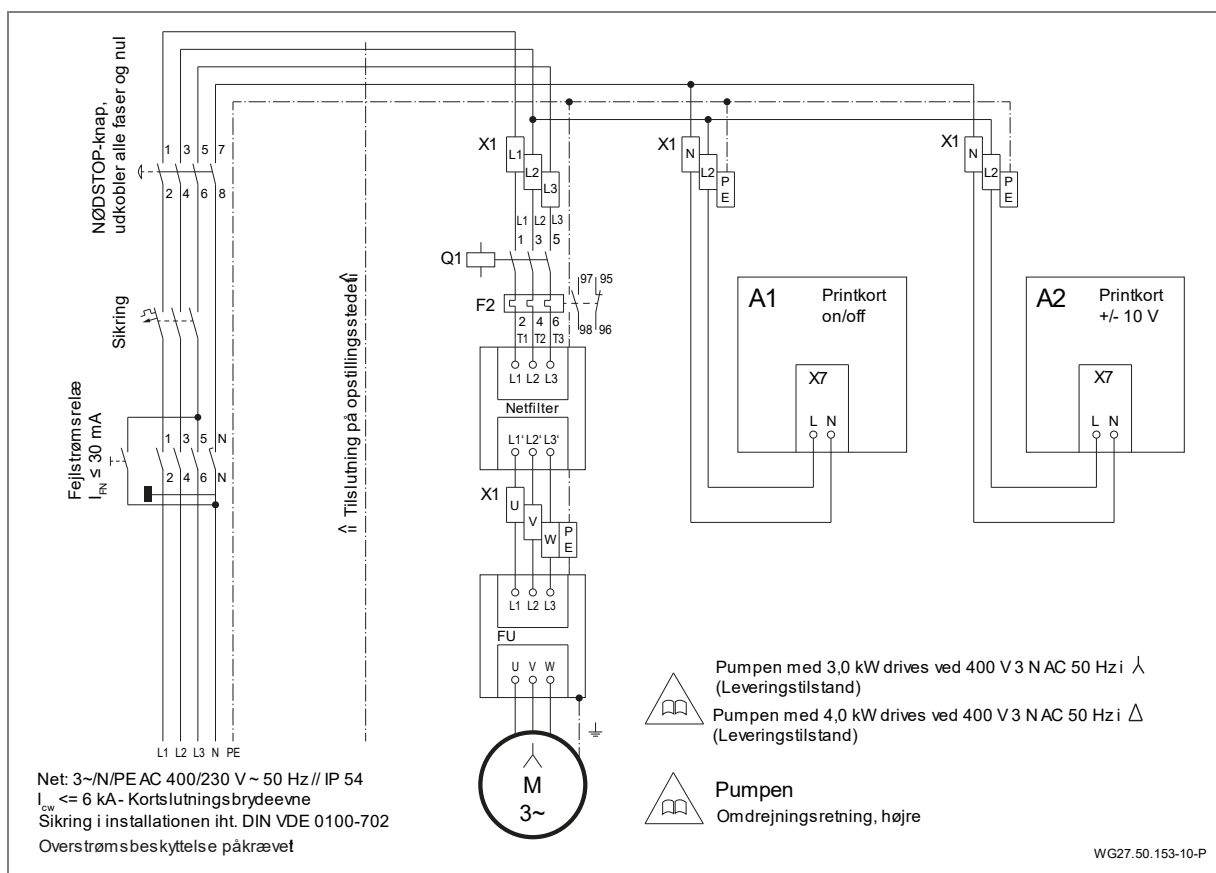 NØDSTOP-knap,
udkobler alle faser og nul
1 3 5 7
2 4 6 8
Sikring
Fejlstrømsrelæ
I_FN ≤ 30 mA
1 3 5 N
2 4 6 N
L1 L2 L3 N PE
⇑ Tilslutning på opstillingsstedet ⇑
X1
L1
L2
L3
L1 L2 L3
1 3 5
Q1
97 95
F2
98 96
2 4 6
T1 T2 T3
L1 L2 L3
Netfilter
L1' L2' L3'
X1
U
V
W
PE
L1 L2 L3
FU
U V W
M
3~
X1
N
L2
PE
A1
Printkort
on/off
X7
L N
X1
N
L2
PE
A2
Printkort
+/- 10 V
X7
L N
Pumpen med 3,0 kW drives ved 400 V 3 N AC 50 Hz i
(Leveringstilstand)
Pumpen med 4,0 kW drives ved 400 V 3 N AC 50 Hz i Δ
(Leveringstilstand)
Pumpen
Omdrejningsretning, højre
Net: 3~/N/PE AC 400/230 V ~ 50 Hz // IP 54
I_cw <= 6 kA - Kortslutningsbrydeevne
Sikring i installationen iht. DIN VDE 0100-702
Overstrømsbeskyttelse påkrævet
WG27.50.153-10-P